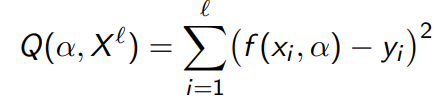 Q(α, X^ℓ) = ∑_{i=1}^{ℓ} (f(x_i, α) − y_i)^2